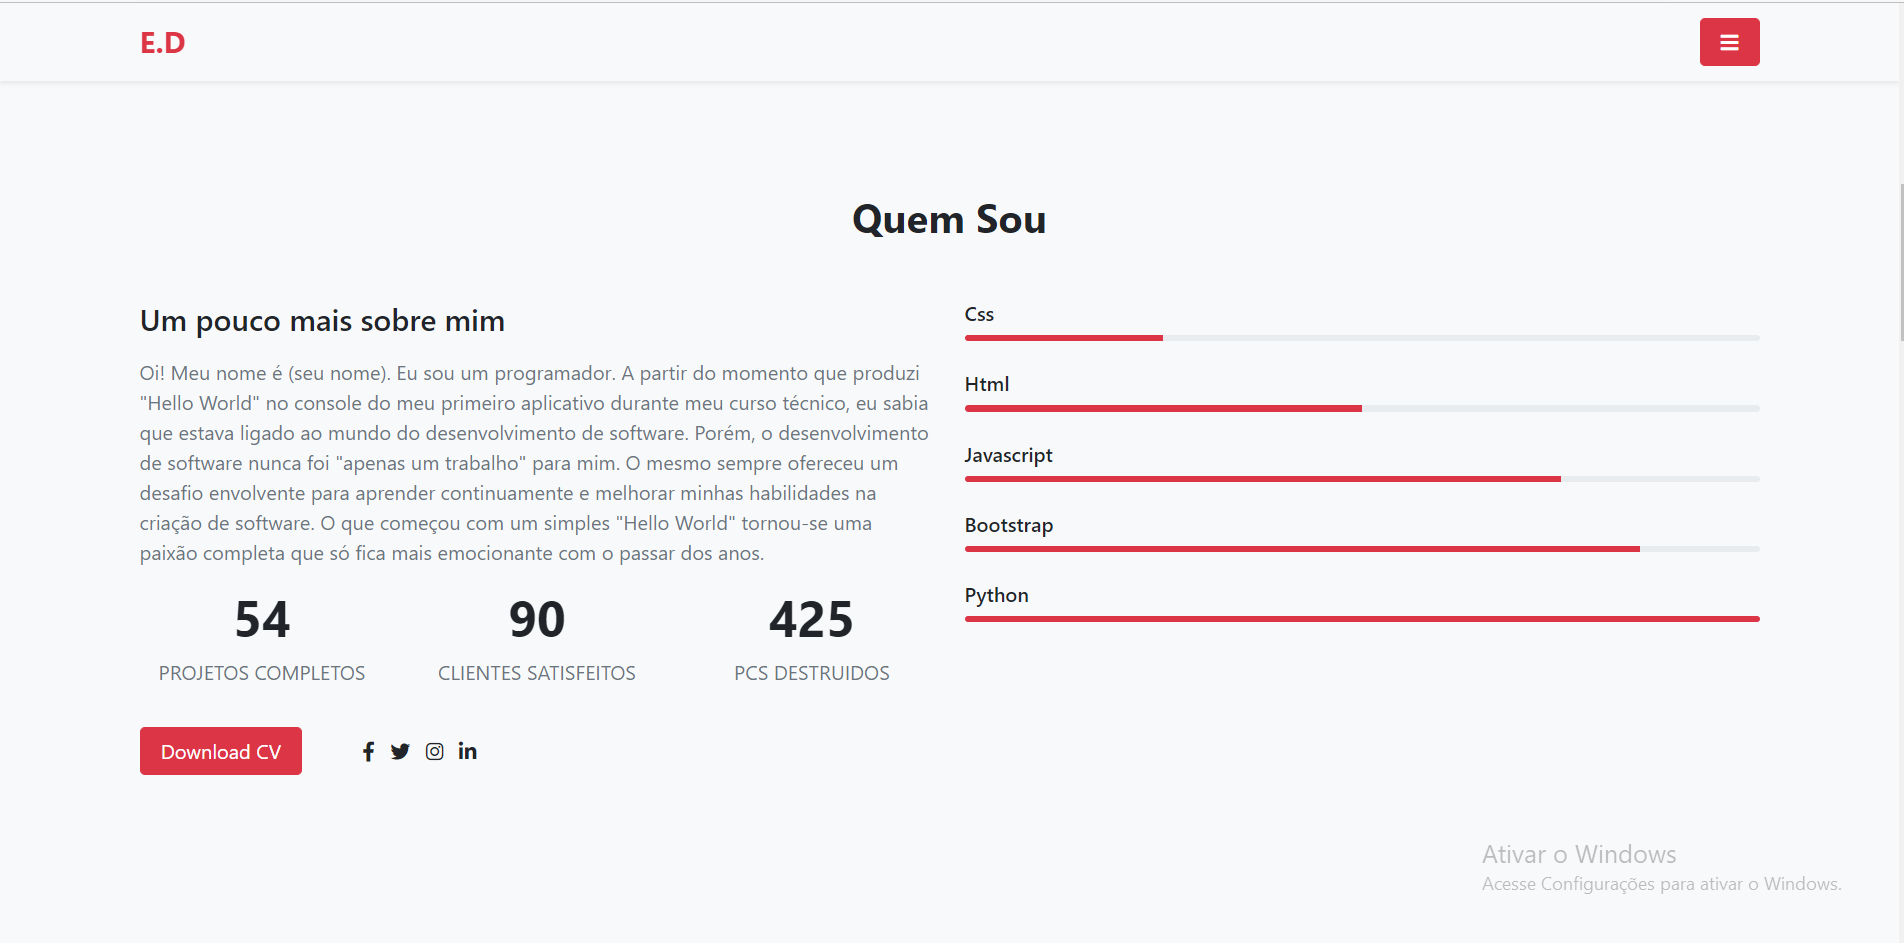 E.D
Quem Sou
Um pouco mais sobre mim
Oi! Meu nome é (seu nome). Eu sou um programador. A partir do momento que produzi
"Hello World" no console do meu primeiro aplicativo durante meu curso técnico, eu sabia
que estava ligado ao mundo do desenvolvimento de software. Porém, o desenvolvimento
de software nunca foi "apenas um trabalho" para mim. O mesmo sempre ofereceu um
desafio envolvente para aprender continuamente e melhorar minhas habilidades na
criação de software. O que começou com um simples "Hello World" tornou-se uma
paixão completa que só fica mais emocionante com o passar dos anos.
54 90 425
PROJETOS COMPLETOS CLIENTES SATISFEITOS PCS DESTRUIDOS
Download CV
Css
Html
Javascript
Bootstrap
Python
Ativar o Windows
Acesse Configurações para ativar o Windows.